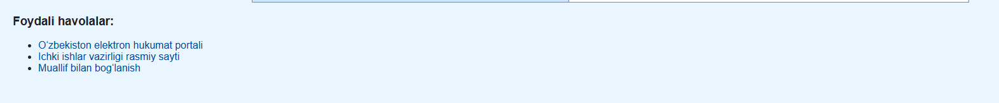 Foydali havolalar:
O‘zbekiston elektron hukumat portali
Ichki ishlar vazirligi rasmiy sayti
Muallif bilan bog‘lanish